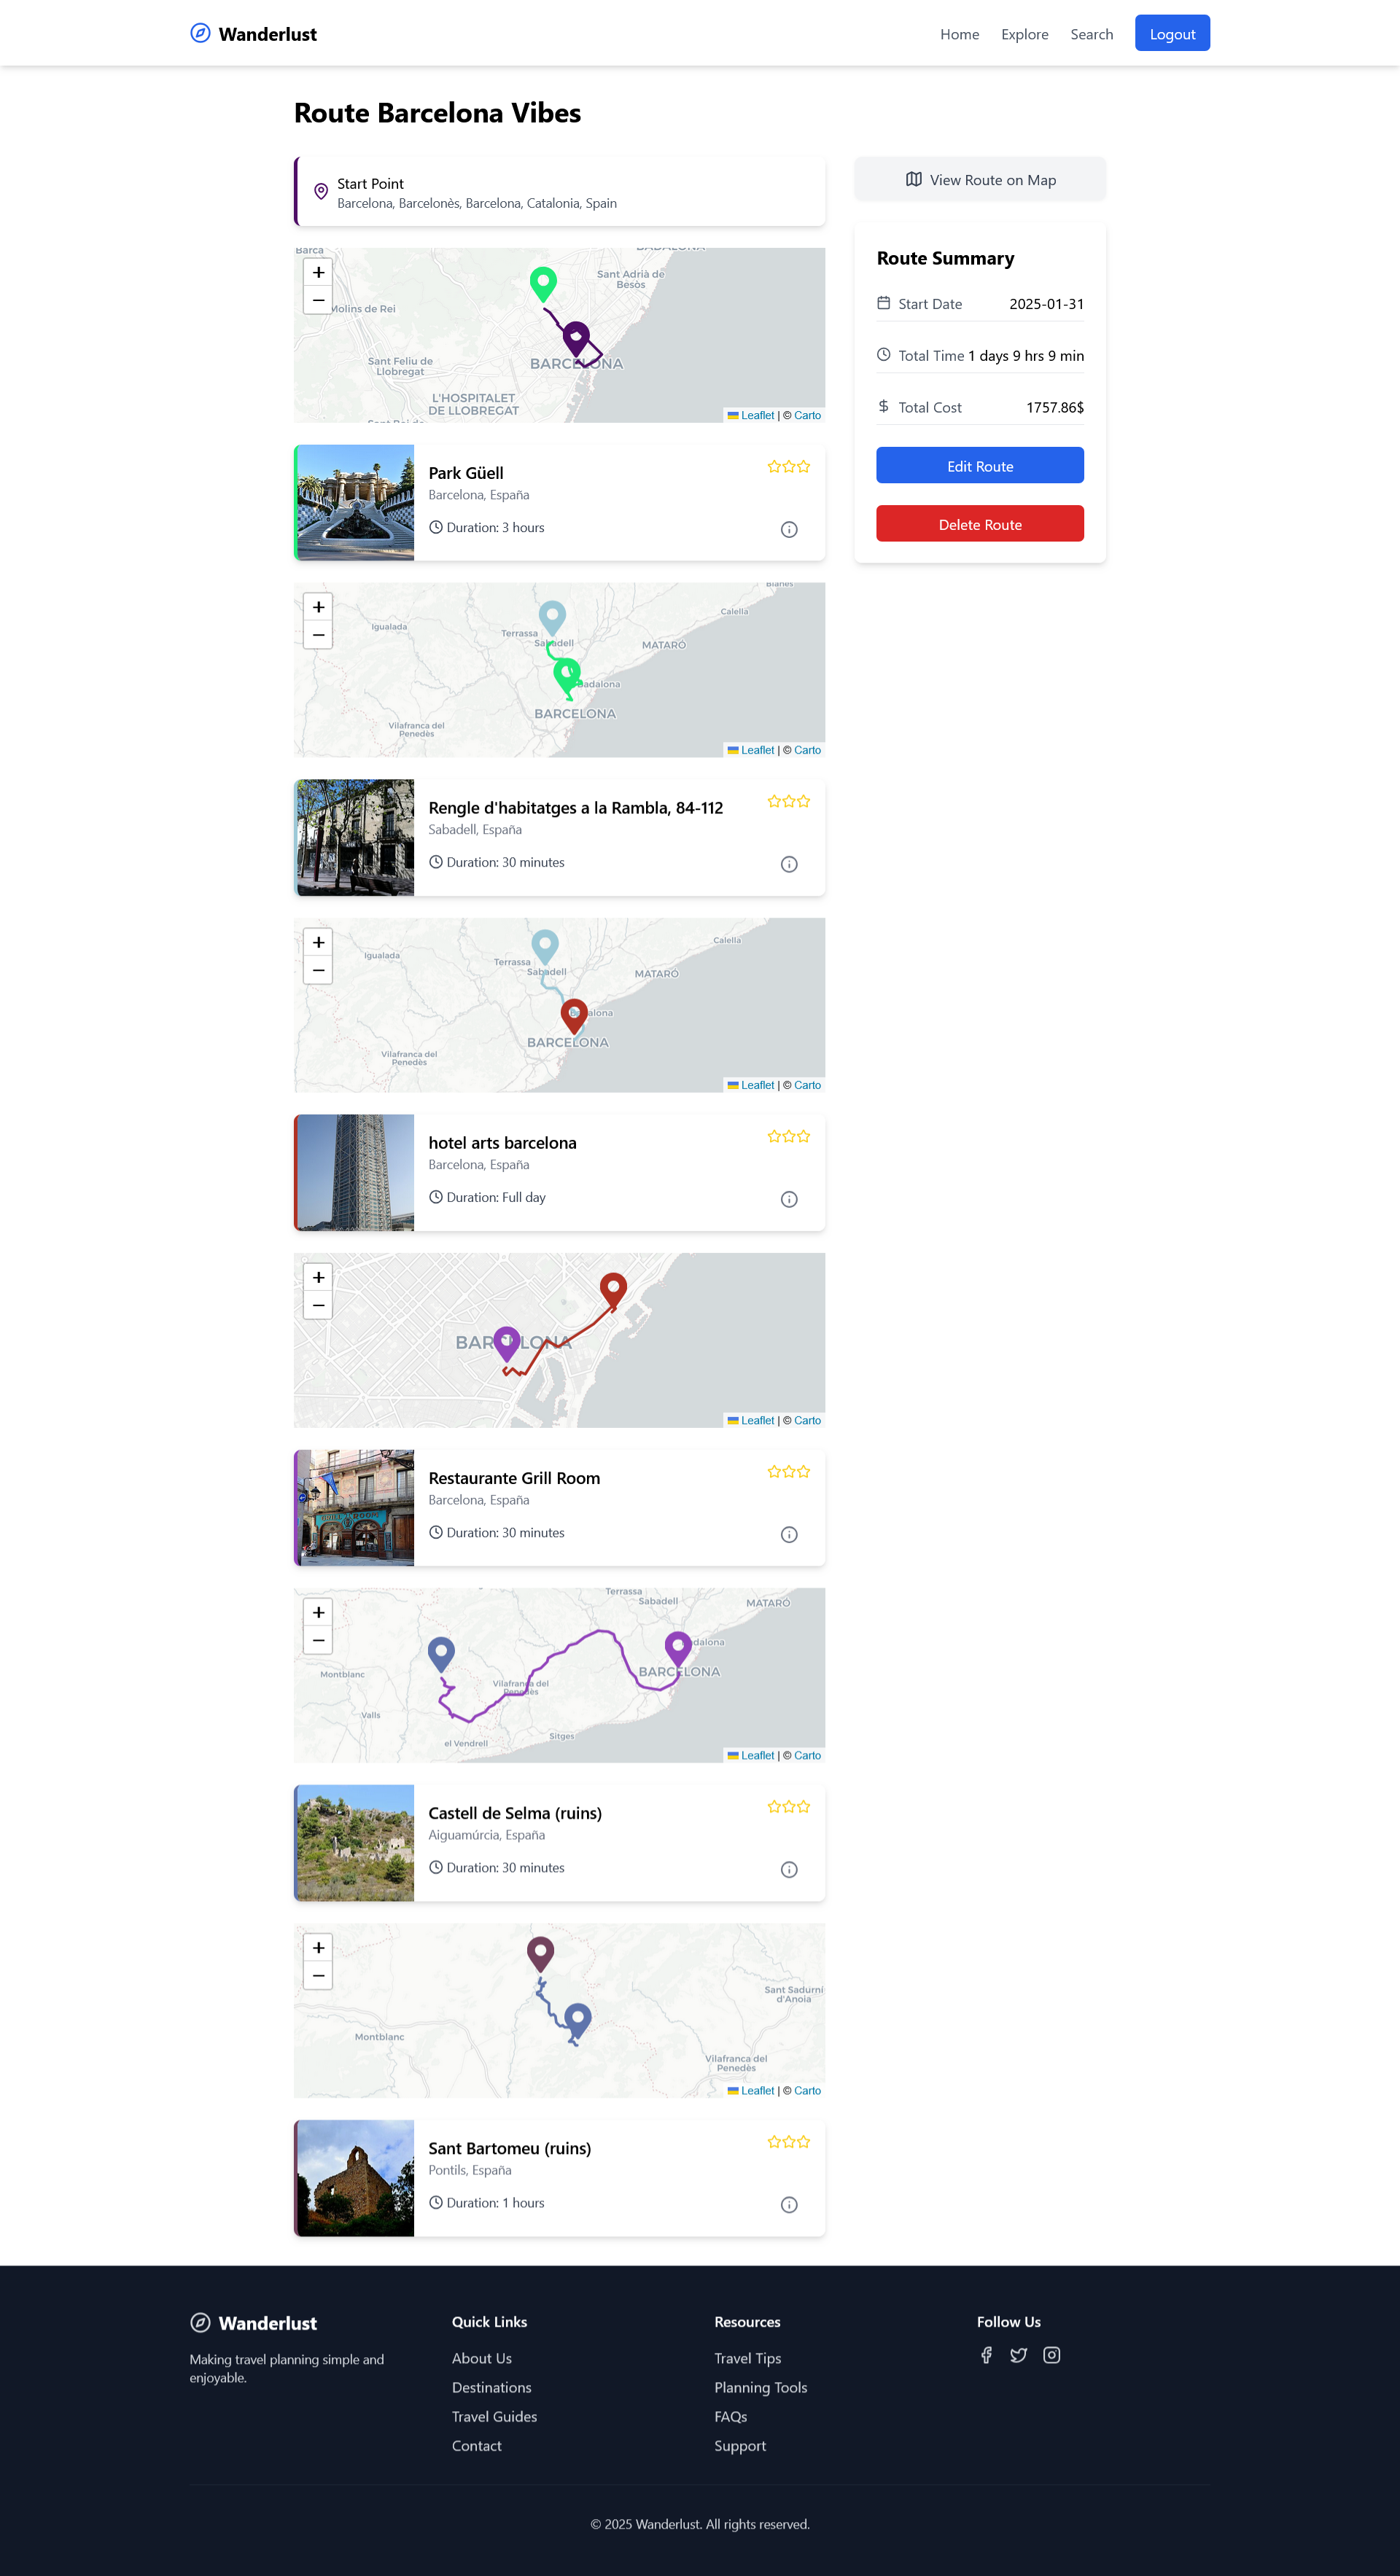 Wanderlust
Home
Explore
Search
Logout
Route Barcelona Vibes
Start Point
Barcelona, Barcelonès, Barcelona, Catalonia, Spain
View Route on Map
Route Summary
Start Date 2025-01-31
Total Time 1 days 9 hrs 9 min
Total Cost 1757.86$
Edit Route
Delete Route
+
−
Sant Adrià de
Besòs
Molins de Rei
Sant Feliu de
Llobregat
BARCELONA
L'HOSPITALET
DE LLOBREGAT
Leaflet | © Carto
Park Güell
Barcelona, España
Duration: 3 hours
+
−
Calella
Igualada
Terrassa
Sabadell
MATARÓ
BARCELONA
Vilafranca del
Penedès
Leaflet | © Carto
Rengle d'habitatges a la Rambla, 84-112
Sabadell, España
Duration: 30 minutes
+
−
Calella
Igualada
Terrassa
Sabadell
MATARÓ
BARCELONA
Vilafranca del
Penedès
Leaflet | © Carto
hotel arts barcelona
Barcelona, España
Duration: Full day
+
−
BARCELONA
Leaflet | © Carto
Restaurante Grill Room
Barcelona, España
Duration: 30 minutes
+
−
Terrassa
Sabadell
MATARÓ
BARCELONA
Montblanc
Vilafranca del
Penedès
Valls
Sitges
el Vendrell
Leaflet | © Carto
Castell de Selma (ruins)
Aiguamúrcia, España
Duration: 30 minutes
+
−
Sant Sadurní
d'Anoia
Montblanc
Vilafranca del
Penedès
Leaflet | © Carto
Sant Bartomeu (ruins)
Pontils, España
Duration: 1 hours
Wanderlust
Making travel planning simple and
enjoyable.
Quick Links
About Us
Destinations
Travel Guides
Contact
Resources
Travel Tips
Planning Tools
FAQs
Support
Follow Us
© 2025 Wanderlust. All rights reserved.